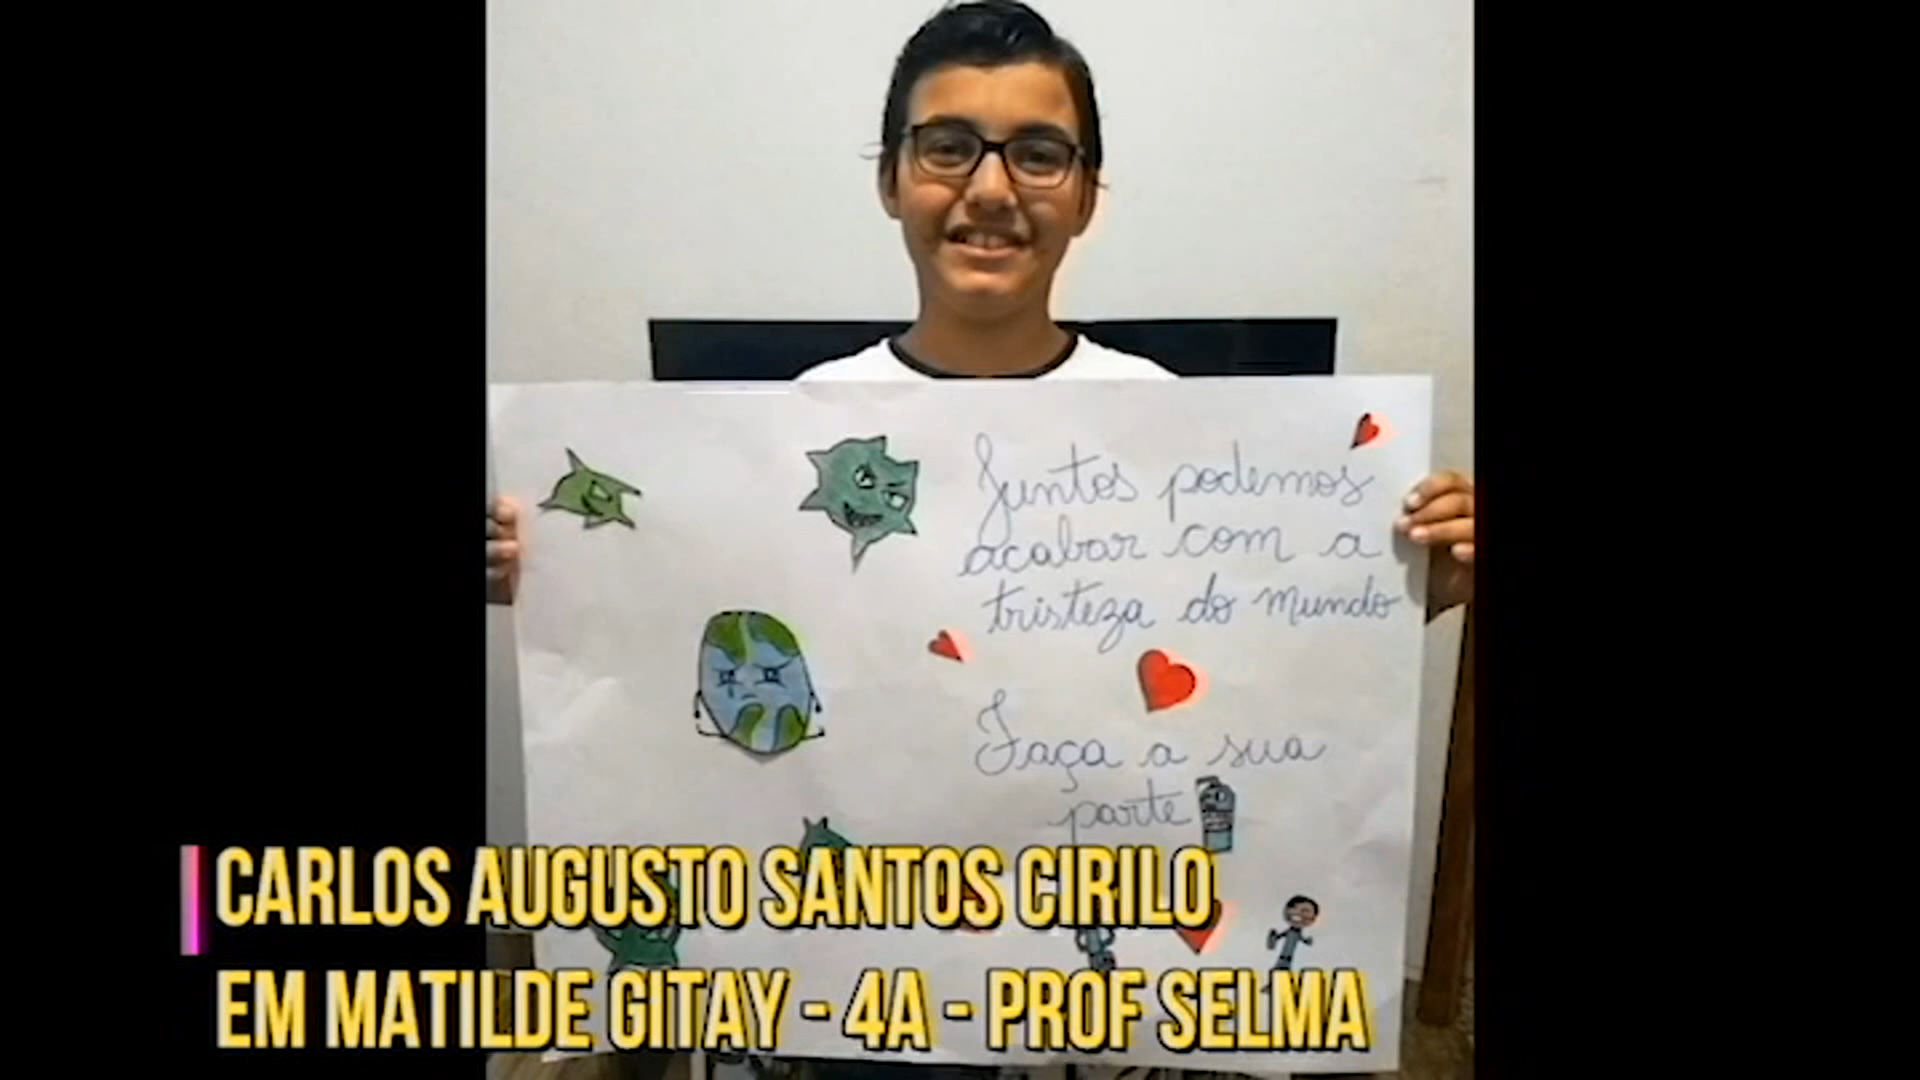 Juntos podemos
acabar com a
tristeza do mundo
Faça a sua
parte
CARLOS AUGUSTO SANTOS CIRILO
EM MATILDE GITAY - 4A - PROF SELMA